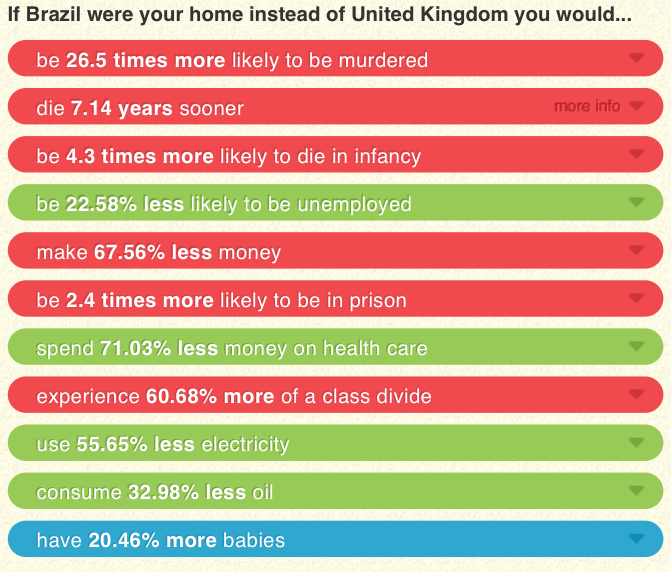 If Brazil were your home instead of United Kingdom you would...
be 26.5 times more likely to be murdered
die 7.14 years sooner more info
be 4.3 times more likely to die in infancy
be 22.58% less likely to be unemployed
make 67.56% less money
be 2.4 times more likely to be in prison
spend 71.03% less money on health care
experience 60.68% more of a class divide
use 55.65% less electricity
consume 32.98% less oil
have 20.46% more babies